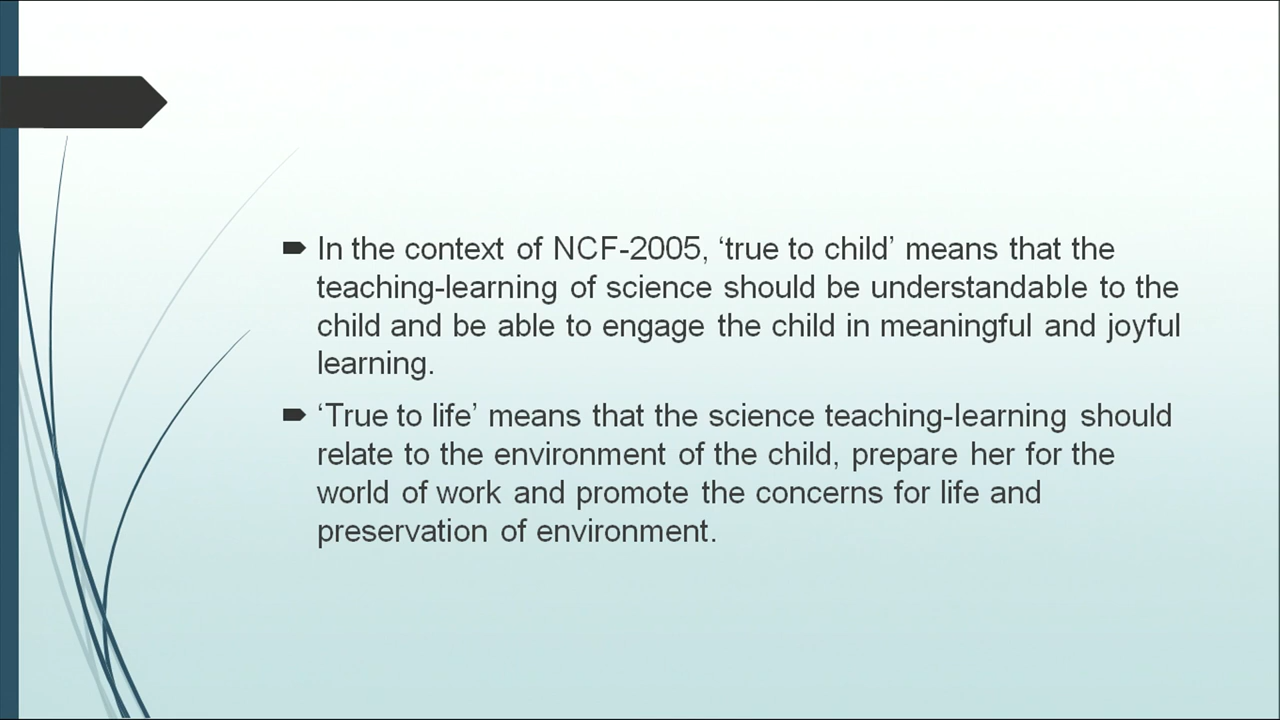 In the context of NCF-2005, ‘true to child’ means that the
teaching-learning of science should be understandable to the
child and be able to engage the child in meaningful and joyful
learning.
‘True to life’ means that the science teaching-learning should
relate to the environment of the child, prepare her for the
world of work and promote the concerns for life and
preservation of environment.